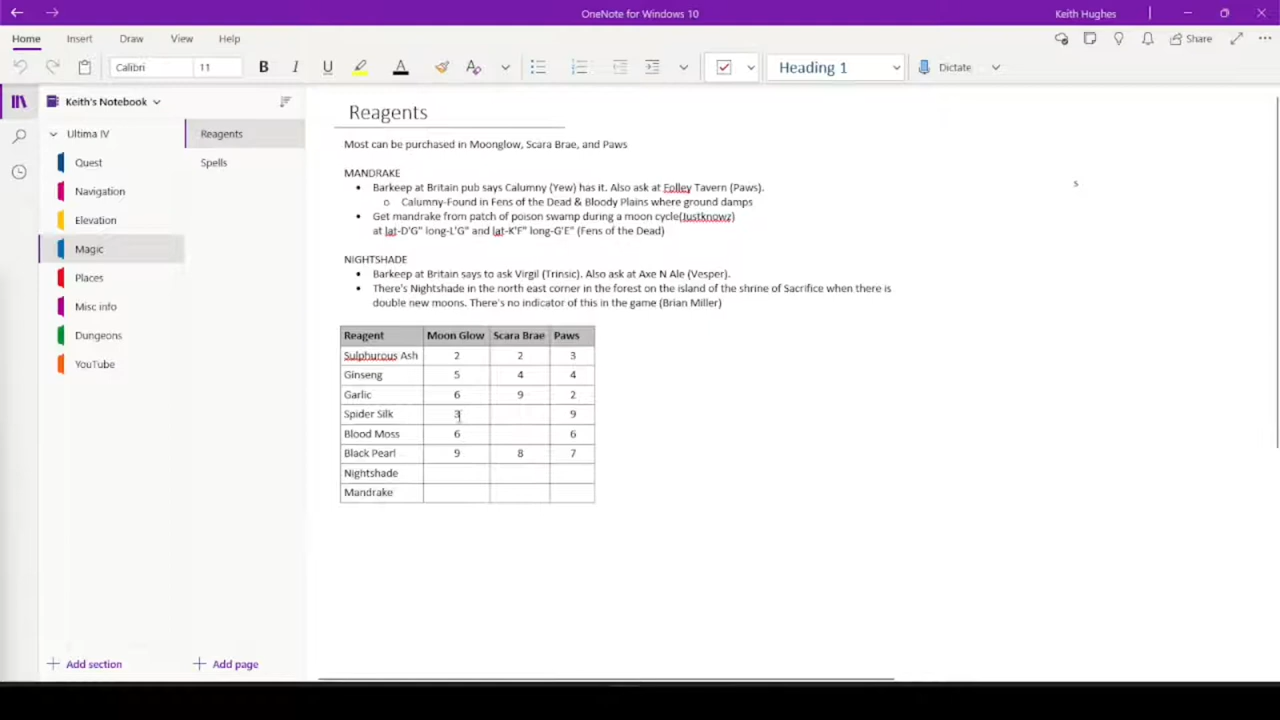 OneNote for Windows 10
Keith Hughes
Home Insert Draw View Help
Share
Calibri 11 B I U A Heading 1 Dictate
Keith's Notebook
Ultima IV
Quest
Navigation
Elevation
Magic
Places
Misc info
Dungeons
YouTube
Add section
Reagents
Spells
Add page
Reagents
Most can be purchased in Moonglow, Scara Brae, and Paws
s
MANDRAKE
• Barkeep at Britain pub says Calumny (Yew) has it. Also ask at Folley Tavern (Paws).
o Calumny-Found in Fens of the Dead & Bloody Plains where ground damps
• Get mandrake from patch of poison swamp during a moon cycle(Justknowz)
at lat-D'G" long-L'G" and lat-K'F" long-G'E" (Fens of the Dead)
NIGHTSHADE
• Barkeep at Britain says to ask Virgil (Trinsic). Also ask at Axe N Ale (Vesper).
• There's Nightshade in the north east corner in the forest on the island of the shrine of Sacrifice when there is
double new moons. There's no indicator of this in the game (Brian Miller)
Reagent Moon Glow Scara Brae Paws
Sulphurous Ash 2 2 3
Ginseng 5 4 4
Garlic 6 9 2
Spider Silk 3 9
Blood Moss 6 6
Black Pearl 9 8 7
Nightshade
Mandrake